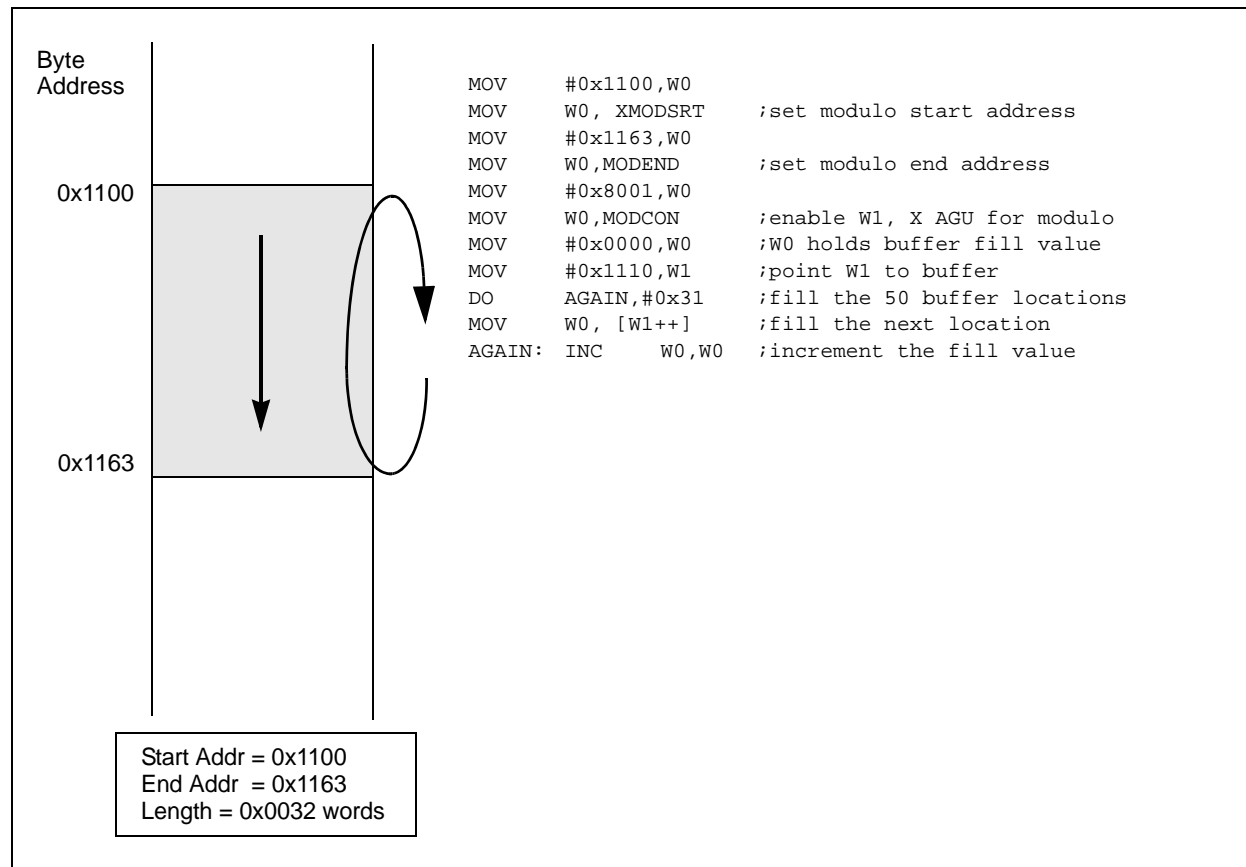 Byte
Address
0x1100
0x1163
MOV #0x1100,W0
MOV W0, XMODSRT ;set modulo start address
MOV #0x1163,W0
MOV W0,MODEND ;set modulo end address
MOV #0x8001,W0
MOV W0,MODCON ;enable W1, X AGU for modulo
MOV #0x0000,W0 ;W0 holds buffer fill value
MOV #0x1110,W1 ;point W1 to buffer
DO AGAIN,#0x31 ;fill the 50 buffer locations
MOV W0, [W1++] ;fill the next location
AGAIN: INC W0,W0 ;increment the fill value
Start Addr = 0x1100
End Addr = 0x1163
Length = 0x0032 words